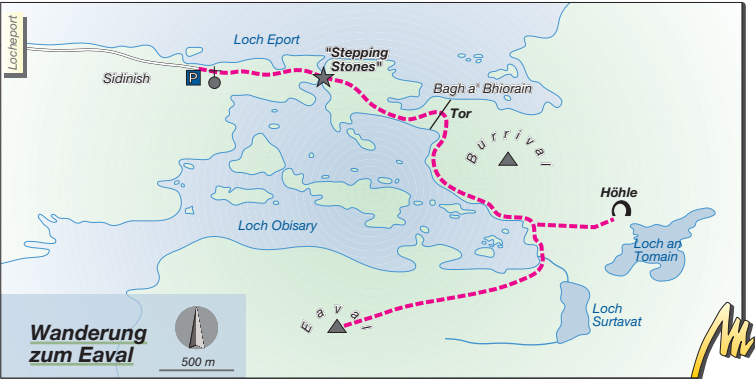 Locheport
Loch Eport
"Stepping
Stones"
Sidinish
P
Bagh a' Bhiorain
Tor
Burrival
Höhle
Loch an
Tomain
Loch Obisary
Loch
Surtavat
Eaval
Wanderung
zum Eaval
500 m